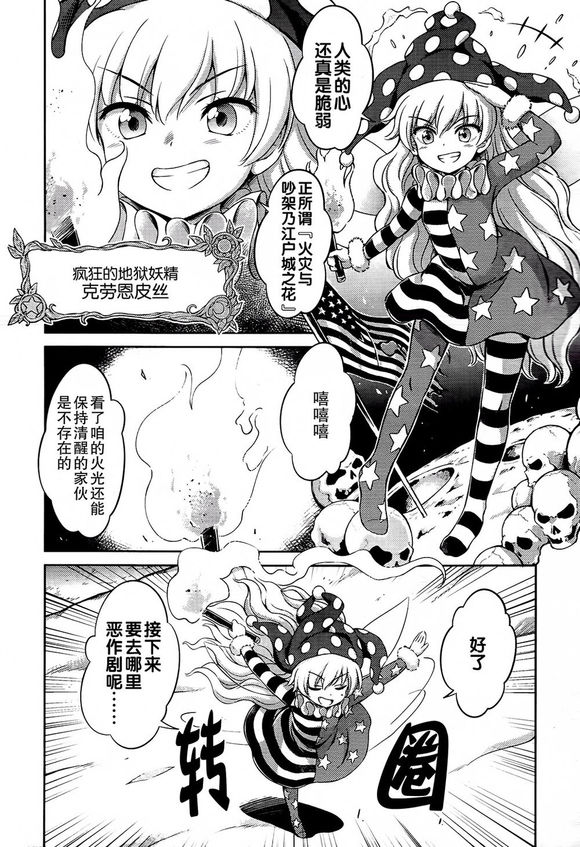 人类的心
还真是脆弱
正所谓『火灾与
吵架乃江户城之花』
疯狂的地狱妖精
克劳恩皮丝
嘻嘻嘻
看了咱的火光还能
保持清醒的家伙
是不存在的
好了
接下来
要去哪里
恶作剧呢……
转
圈